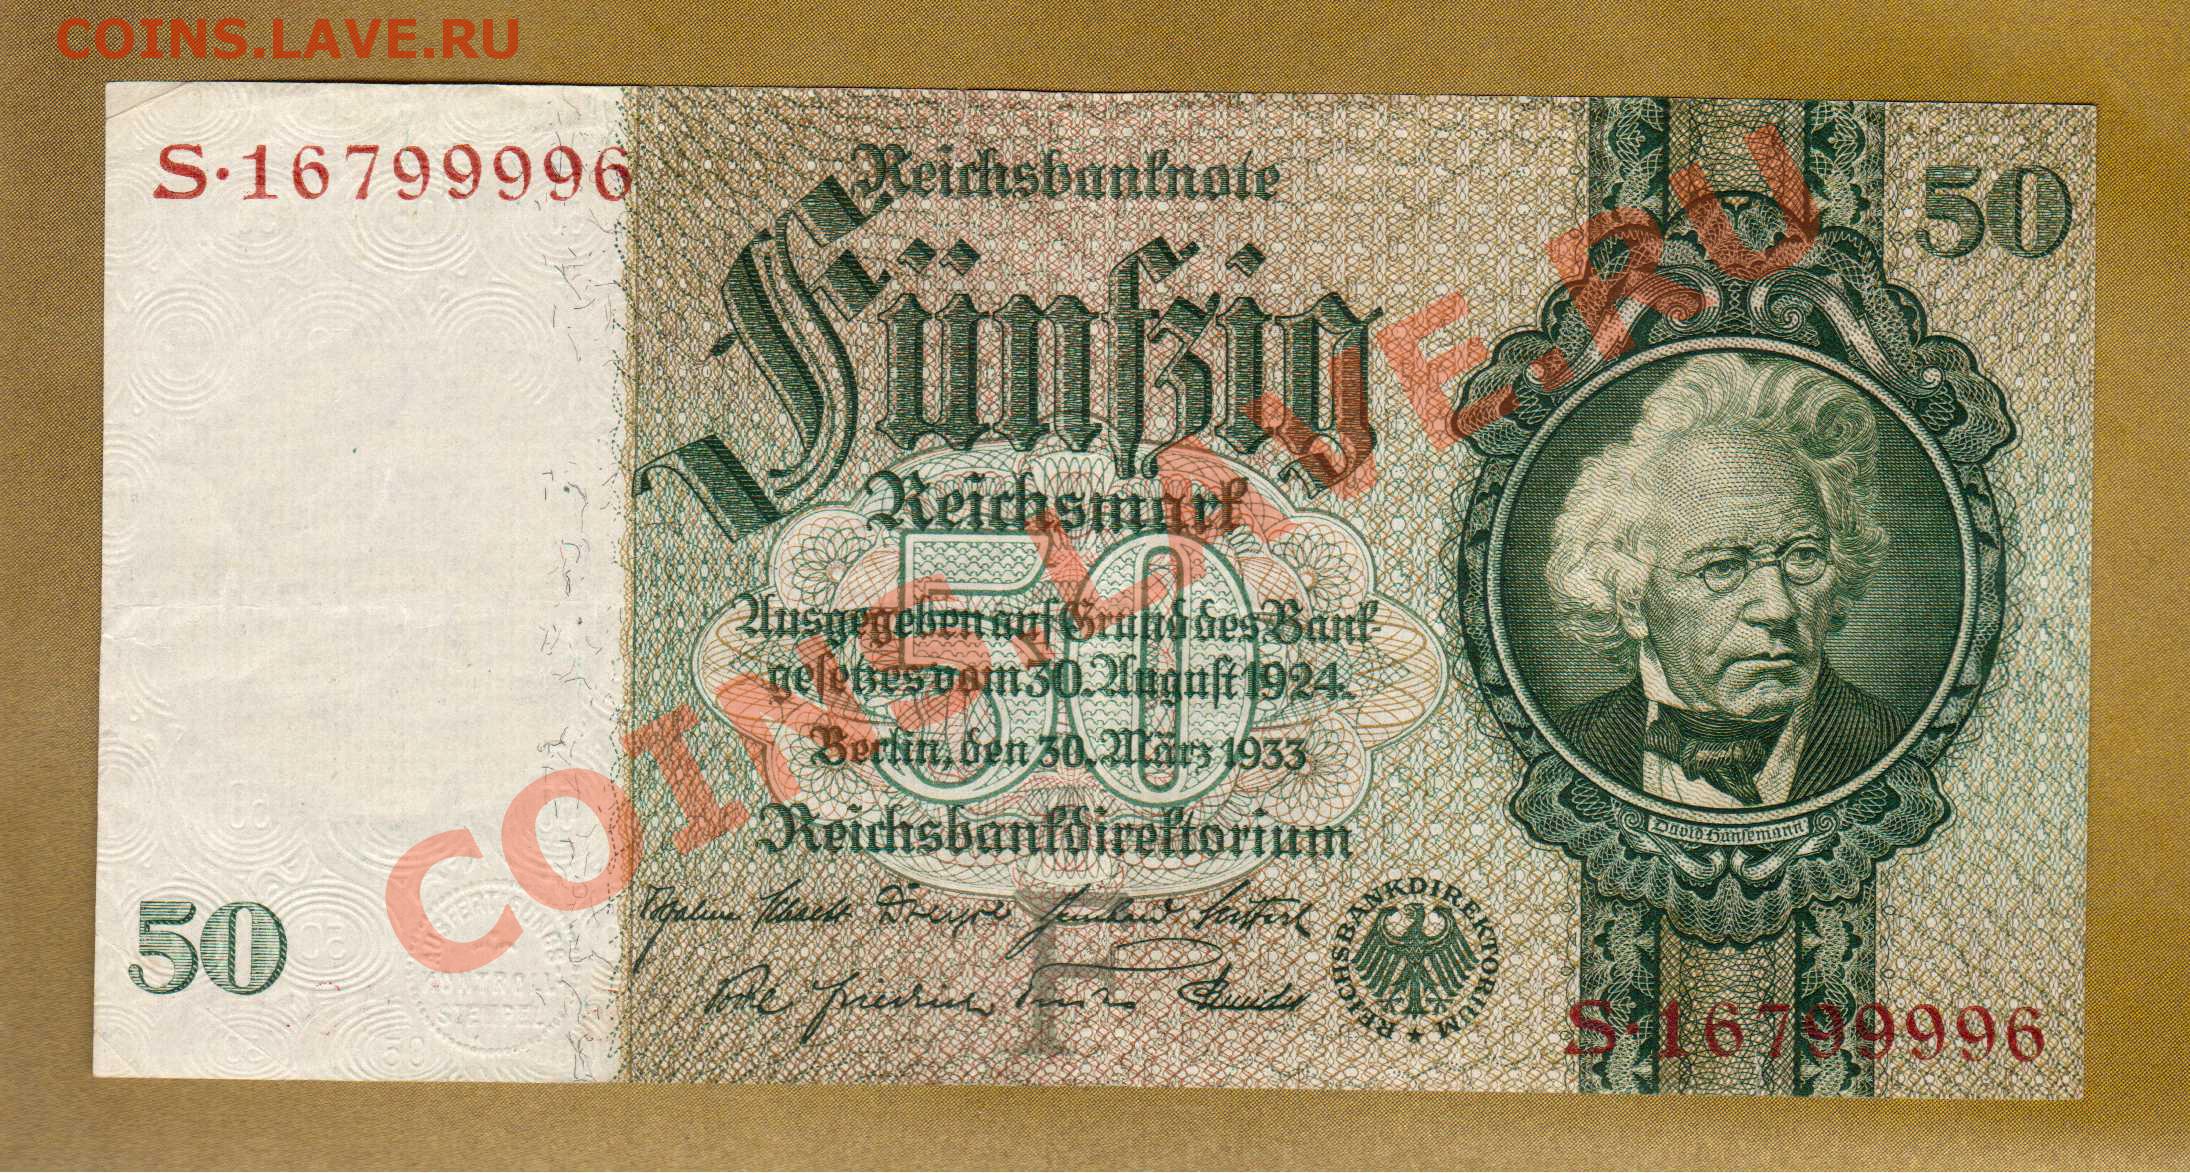 COINS.LAVE.RU
S·16799996
Reichsbanknote
50
Fünfzig
Reichsmark
50
Ausgegeben auf Grund des Bank-
gesetzes vom 30. August 1924.
Berlin, den 30. März 1933
Reichsbankdirektorium
David Hansemann
50
REICHSBANKDIREKTORIUM
S·16799996
COINS.LAVE.RU